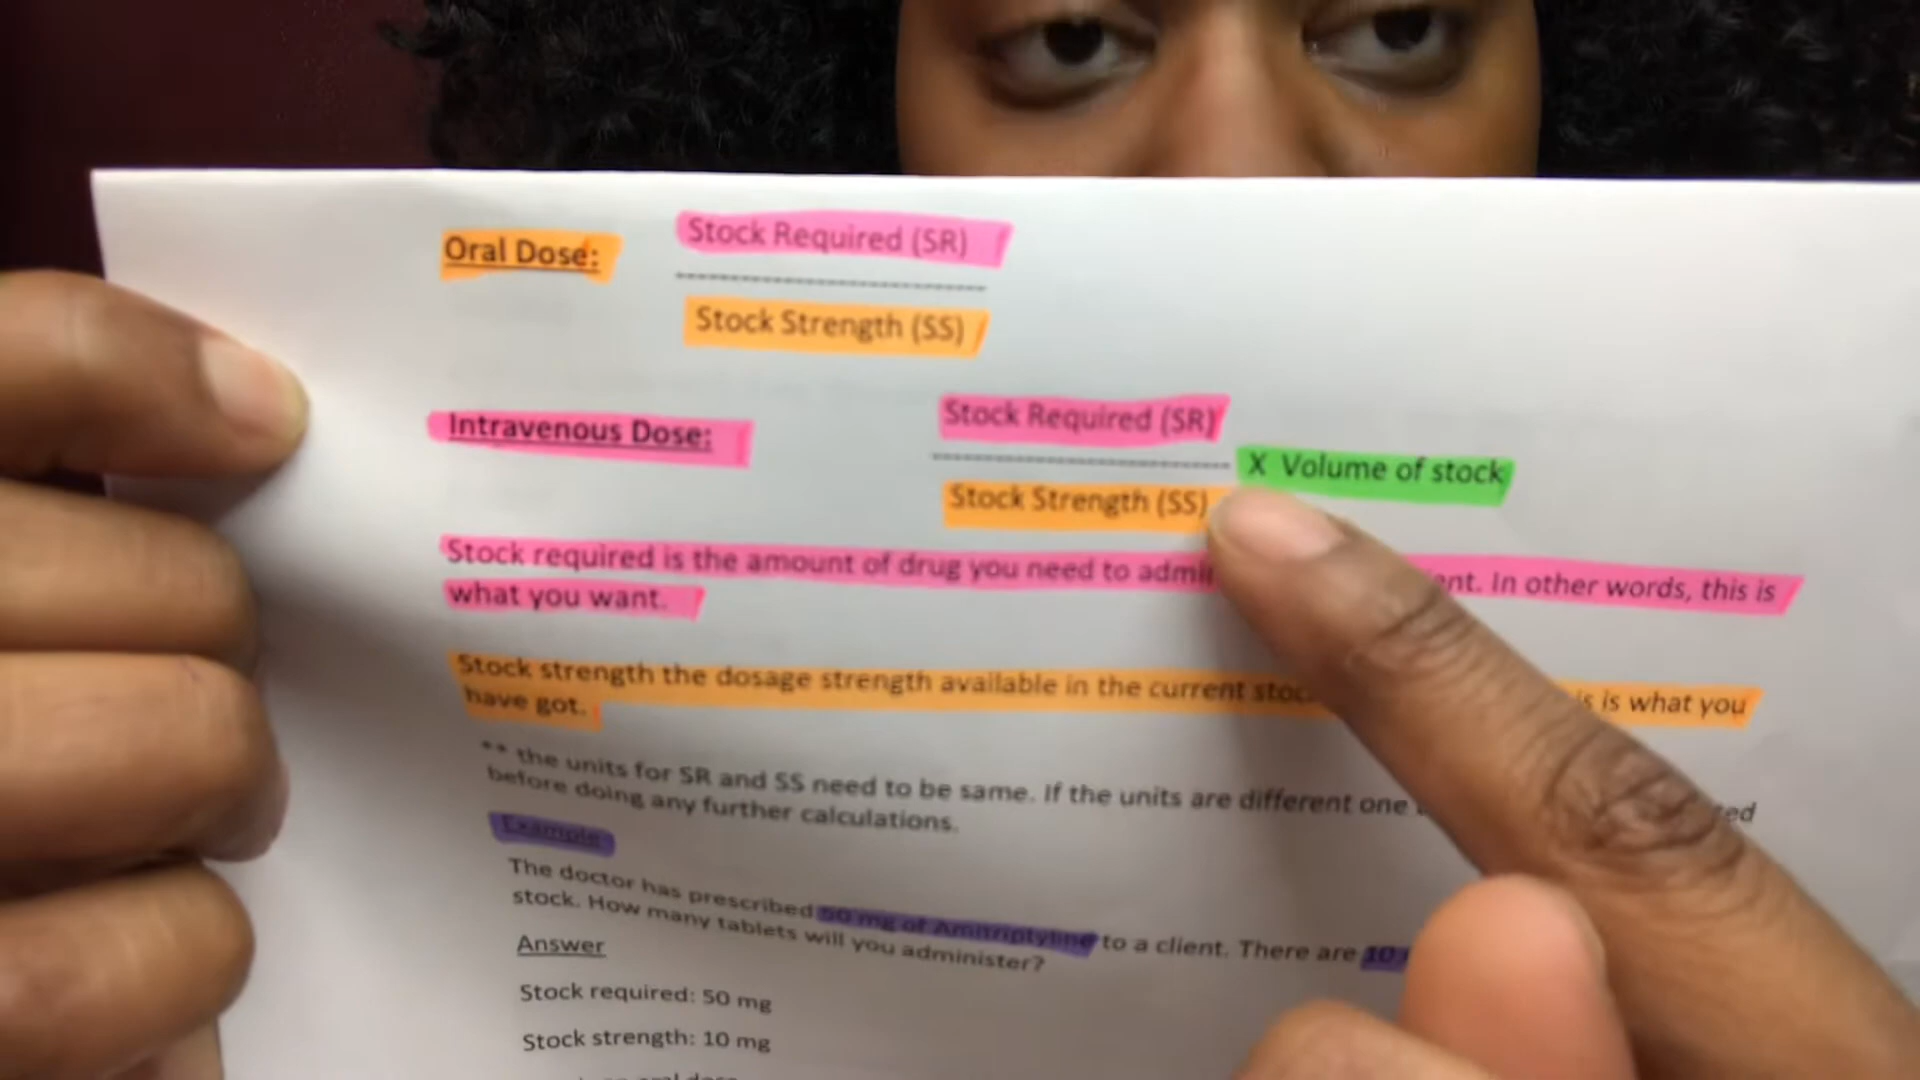 Stock Required (SR)
Oral Dose:
Stock Strength (SS)
Stock Required (SR)
Intravenous Dose:
X Volume of stock
Stock Strength (SS)
Stock required is the amount of drug you need to In other words, this is
what you want.
Stock strength the dosage strength available in the current is what you
have got.
** the units for SR and SS need to be same. If the units are different one
before doing any further calculations.
Example
The doctor has prescribed 50 mg of Amitriptyline to a client. There are 10
stock. How many tablets will you administer?
Answer
Stock required: 50 mg
Stock strength: 10 mg